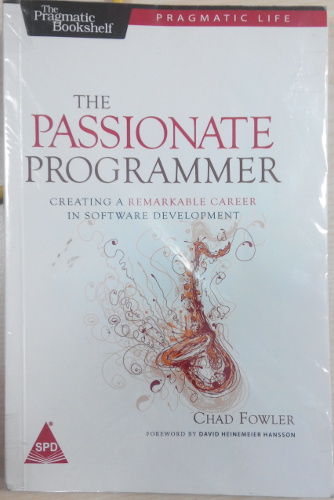 The
Pragmatic
Bookshelf
PRAGMATIC LIFE
THE
PASSIONATE
PROGRAMMER
CREATING A REMARKABLE CAREER
IN SOFTWARE DEVELOPMENT
CHAD FOWLER
FOREWORD BY DAVID HEINEMEIER HANSSON
SPD